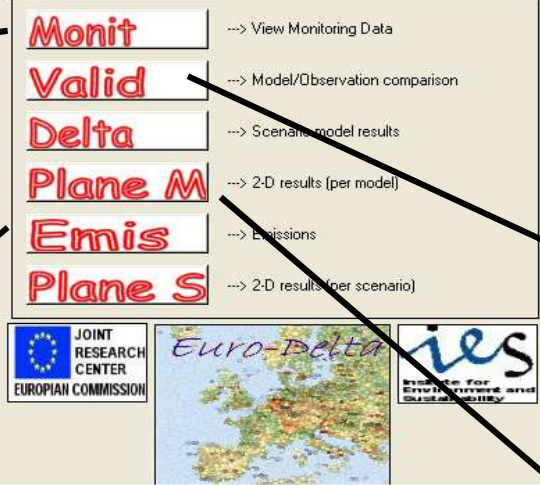 Monit ---> View Monitoring Data
Valid ---> Model/Observation comparison
Delta ---> Scenario model results
Plane M ---> 2-D results (per model)
Emis ---> Emissions
Plane S ---> 2-D results (per scenario)
JOINT
RESEARCH
CENTER
EUROPIAN COMMISSION
Euro-Delta
ies
Institute for
Environment and
Sustainability